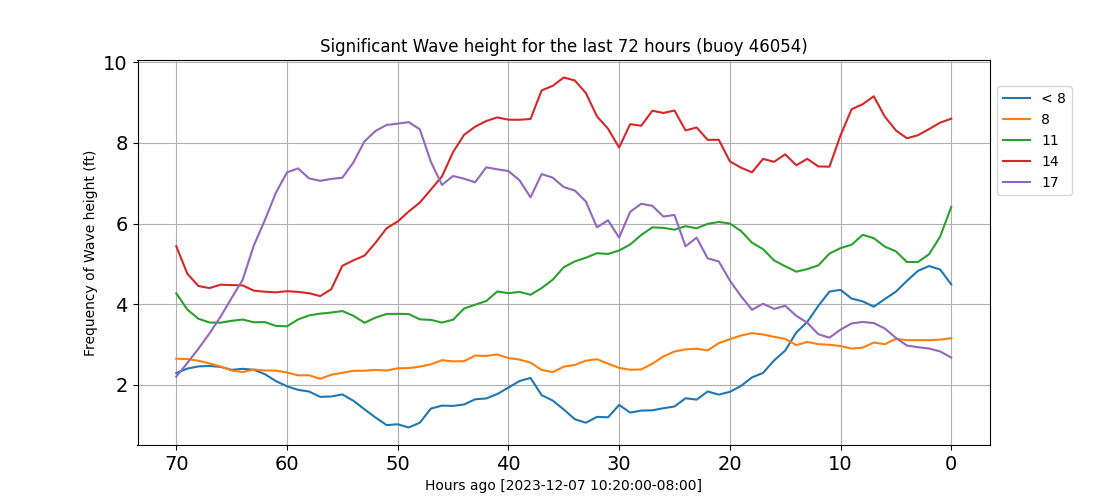 Significant Wave height for the last 72 hours (buoy 46054)
Frequency of Wave height (ft)
10
8
6
4
2
70 60 50 40 30 20 10 0
Hours ago [2023-12-07 10:20:00-08:00]
< 8
8
11
14
17